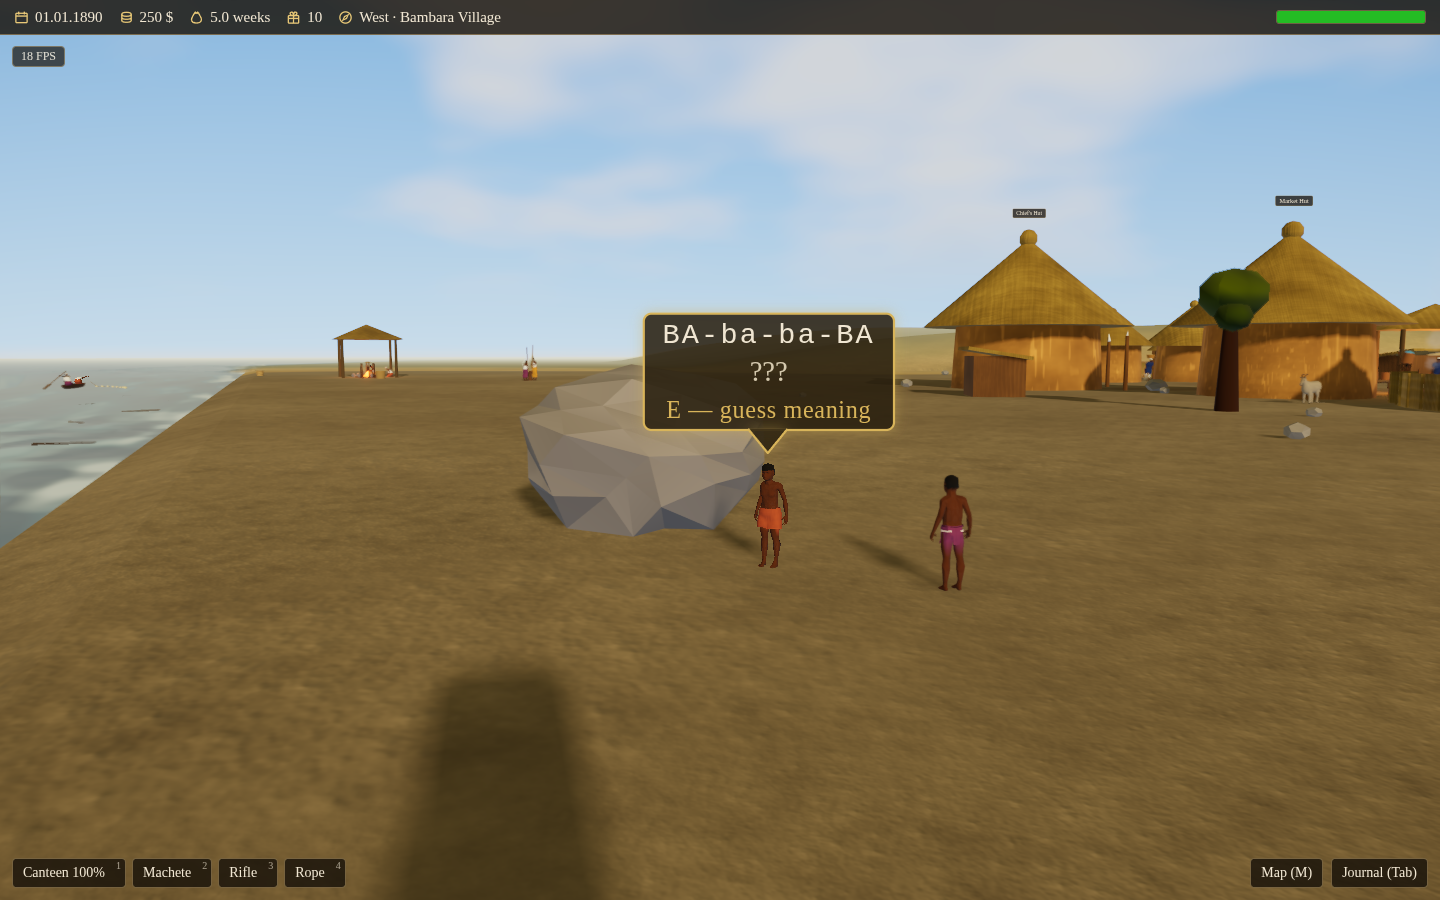 01.01.1890 250 $ 5.0 weeks 10 West · Bambara Village
18 FPS
Chief's Hut
Market Hut
BA-ba-ba-BA
???
E — guess meaning
Canteen 100% 1 Machete 2 Rifle 3 Rope 4 Map (M) Journal (Tab)